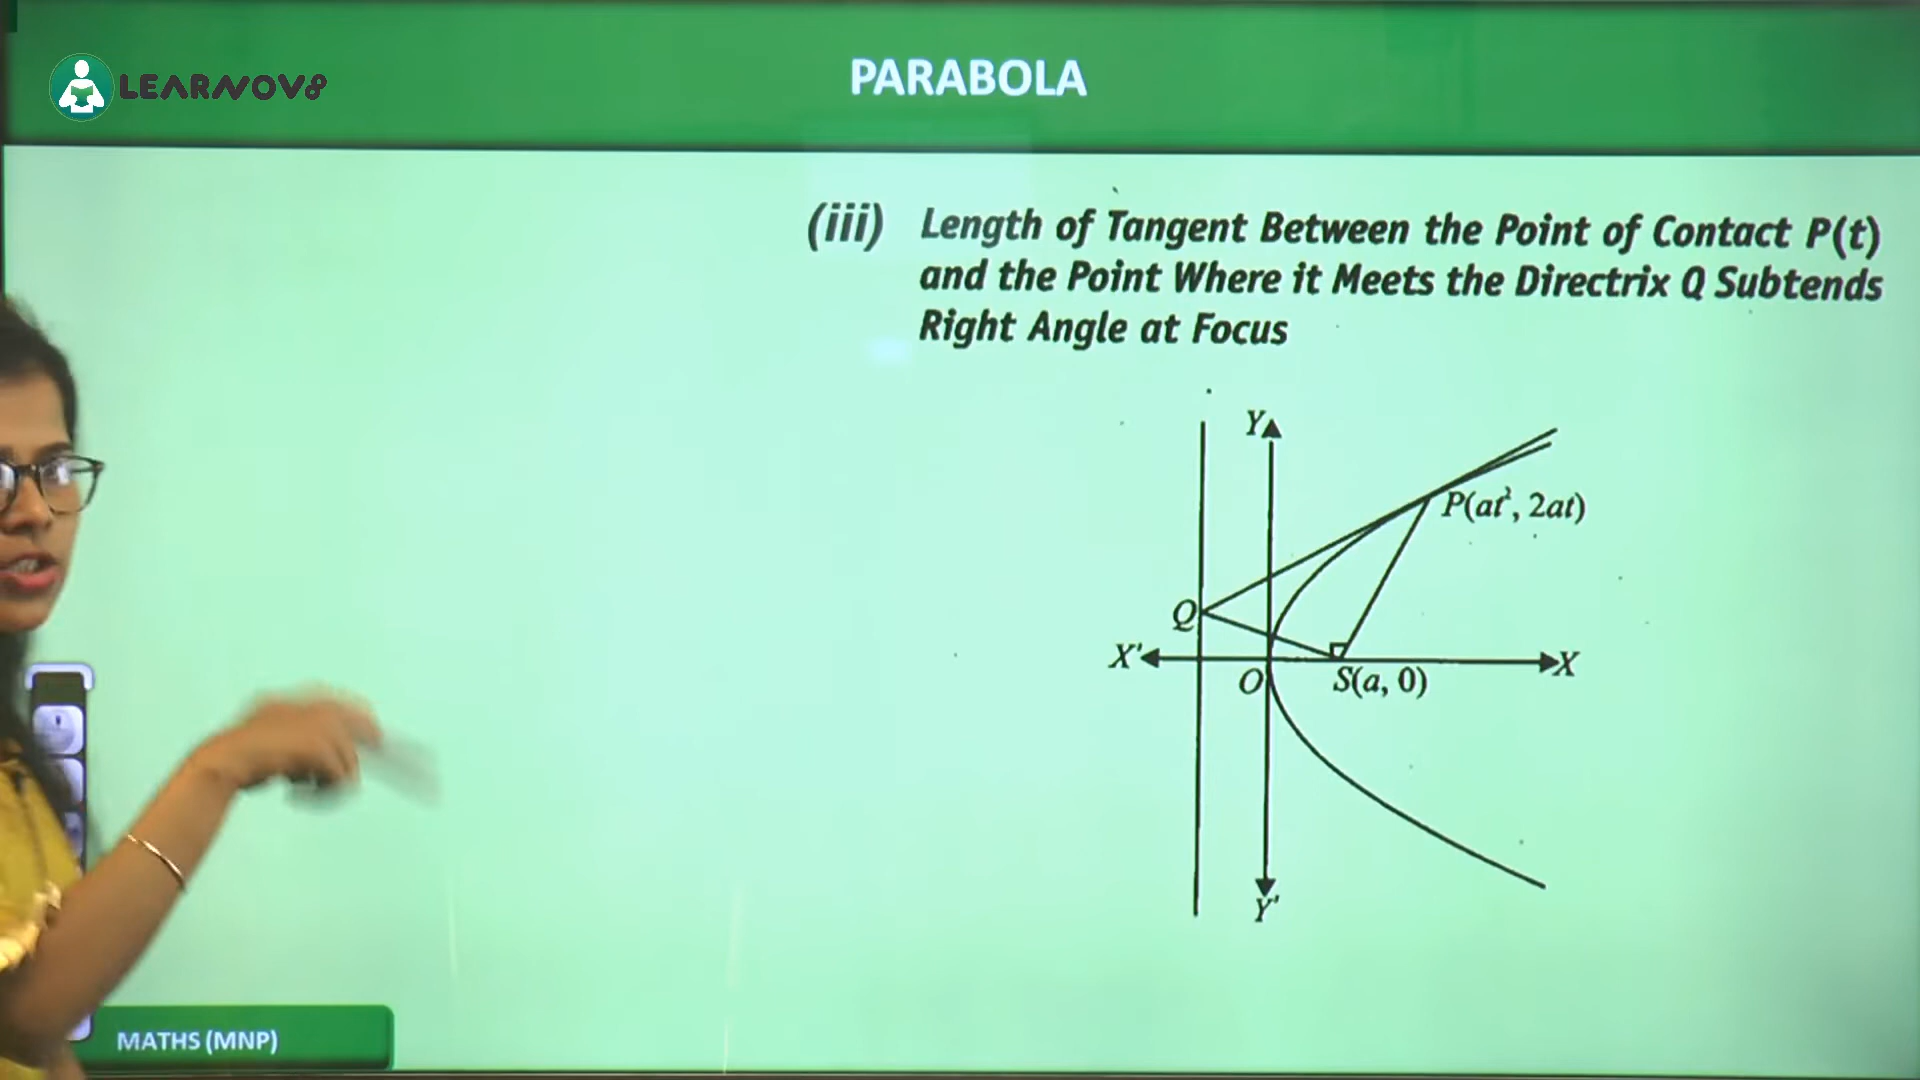 LEARNOV8
PARABOLA
(iii) Length of Tangent Between the Point of Contact P(t)
and the Point Where it Meets the Directrix Q Subtends
Right Angle at Focus
Y
P(at², 2at)
Q
X'
X
O
S(a, 0)
Y'
MATHS (MNP)